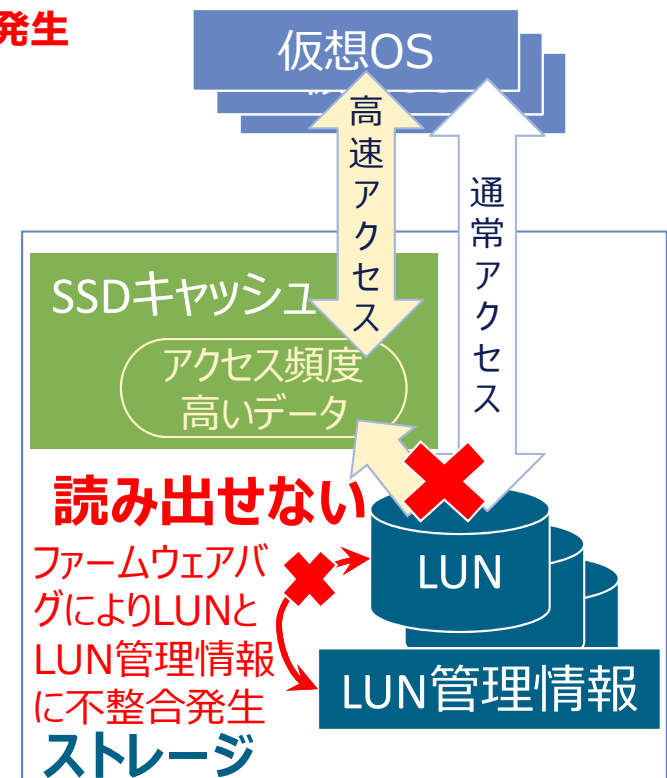 発生
仮想OS
高速アクセス
通常アクセス
SSDキャッシュ
アクセス頻度
高いデータ
読み出せない
ファームウェアバ
グによりLUNと
LUN管理情報
に不整合発生
LUN
LUN管理情報
ストレージ